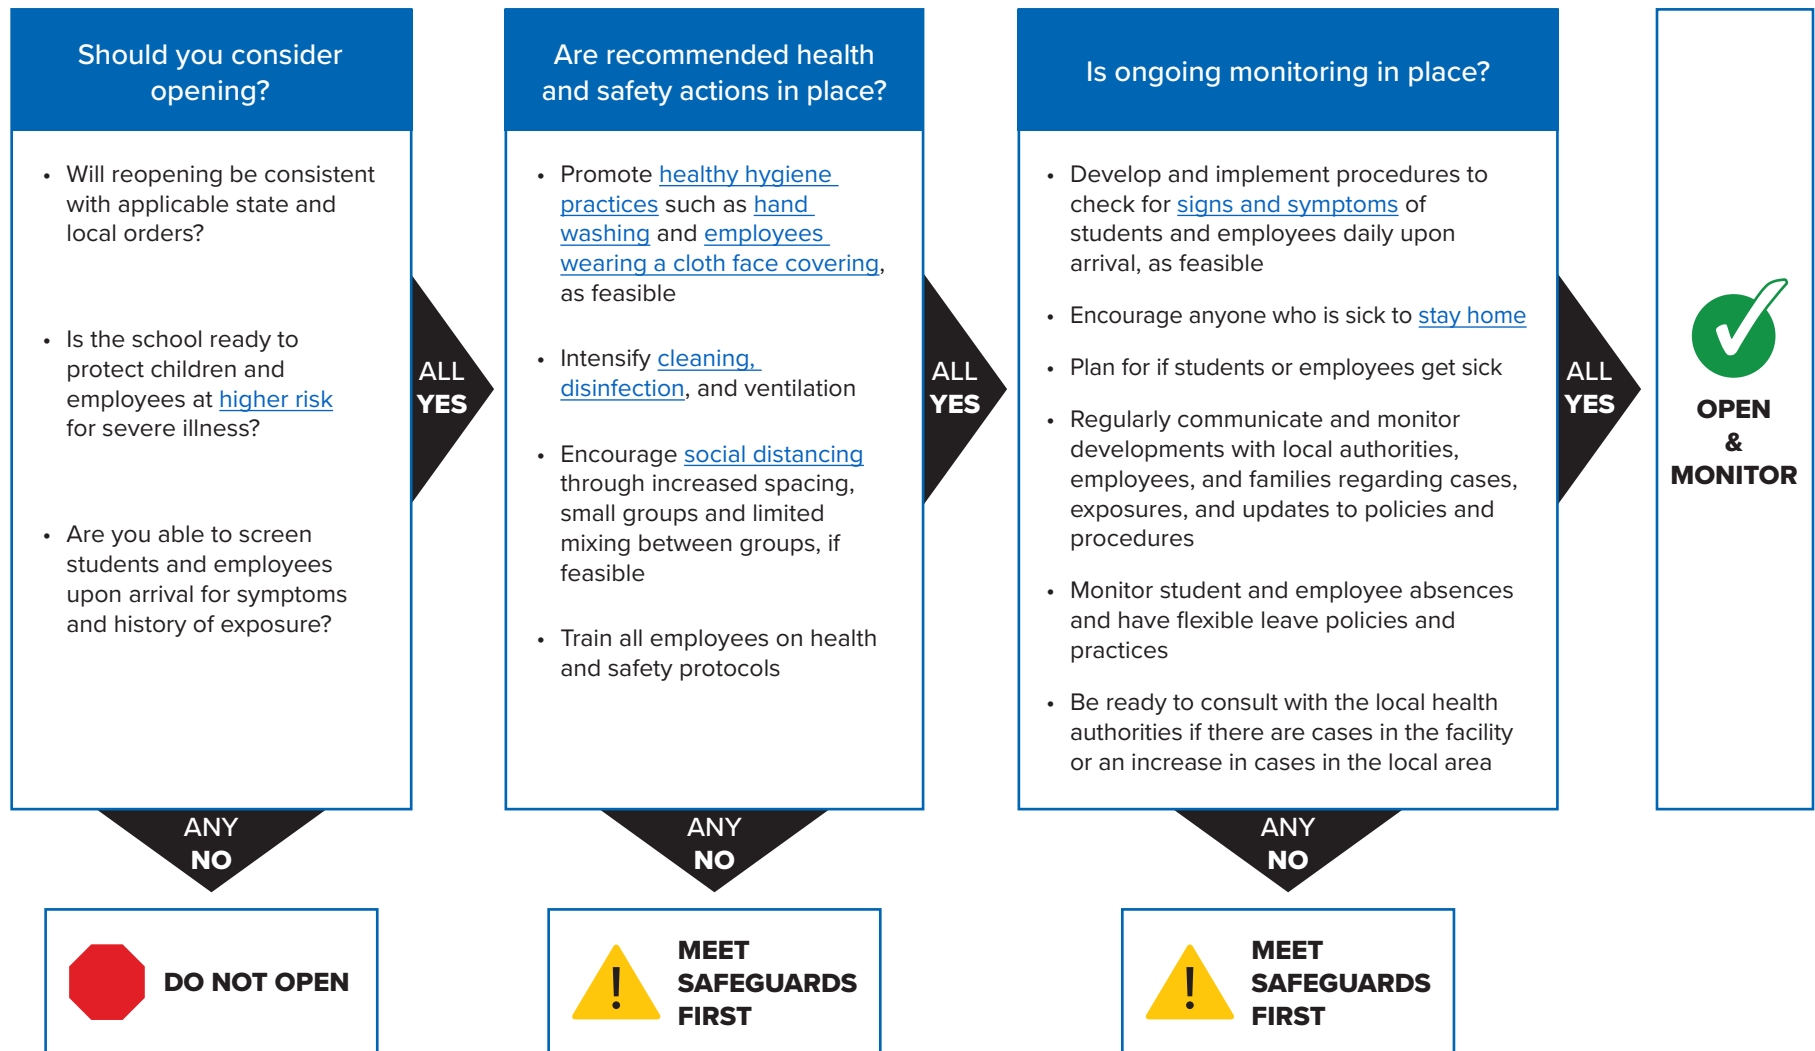 Should you consider
opening?
• Will reopening be consistent
with applicable state and
local orders?
• Is the school ready to
protect children and
employees at higher risk
for severe illness?
• Are you able to screen
students and employees
upon arrival for symptoms
and history of exposure?
ALL
YES
ANY
NO
DO NOT OPEN
Are recommended health
and safety actions in place?
• Promote healthy hygiene
practices such as hand
washing and employees
wearing a cloth face covering,
as feasible
• Intensify cleaning,
disinfection, and ventilation
• Encourage social distancing
through increased spacing,
small groups and limited
mixing between groups, if
feasible
• Train all employees on health
and safety protocols
ALL
YES
ANY
NO
MEET
SAFEGUARDS
FIRST
Is ongoing monitoring in place?
• Develop and implement procedures to
check for signs and symptoms of
students and employees daily upon
arrival, as feasible
• Encourage anyone who is sick to stay home
• Plan for if students or employees get sick
• Regularly communicate and monitor
developments with local authorities,
employees, and families regarding cases,
exposures, and updates to policies and
procedures
• Monitor student and employee absences
and have flexible leave policies and
practices
• Be ready to consult with the local health
authorities if there are cases in the facility
or an increase in cases in the local area
ALL
YES
ANY
NO
MEET
SAFEGUARDS
FIRST
OPEN
&
MONITOR